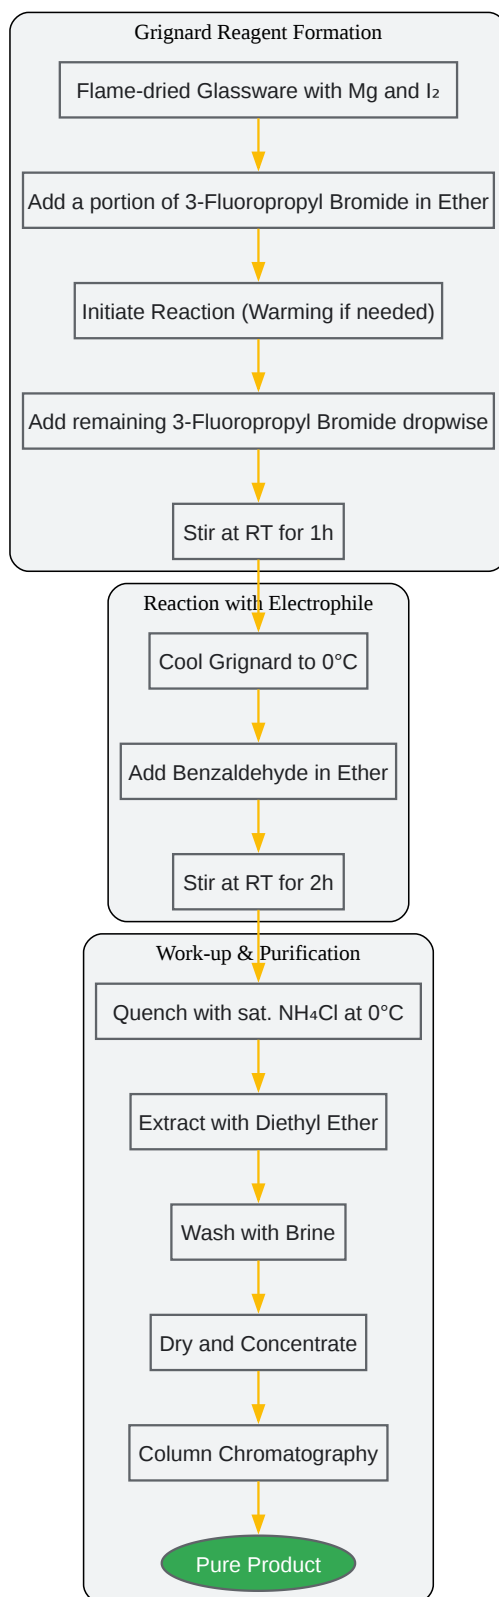 Grignard Reagent Formation
Flame-dried Glassware with Mg and I₂
Add a portion of 3-Fluoropropyl Bromide in Ether
Initiate Reaction (Warming if needed)
Add remaining 3-Fluoropropyl Bromide dropwise
Stir at RT for 1h
Reaction with Electrophile
Cool Grignard to 0°C
Add Benzaldehyde in Ether
Stir at RT for 2h
Work-up & Purification
Quench with sat. NH₄Cl at 0°C
Extract with Diethyl Ether
Wash with Brine
Dry and Concentrate
Column Chromatography
Pure Product